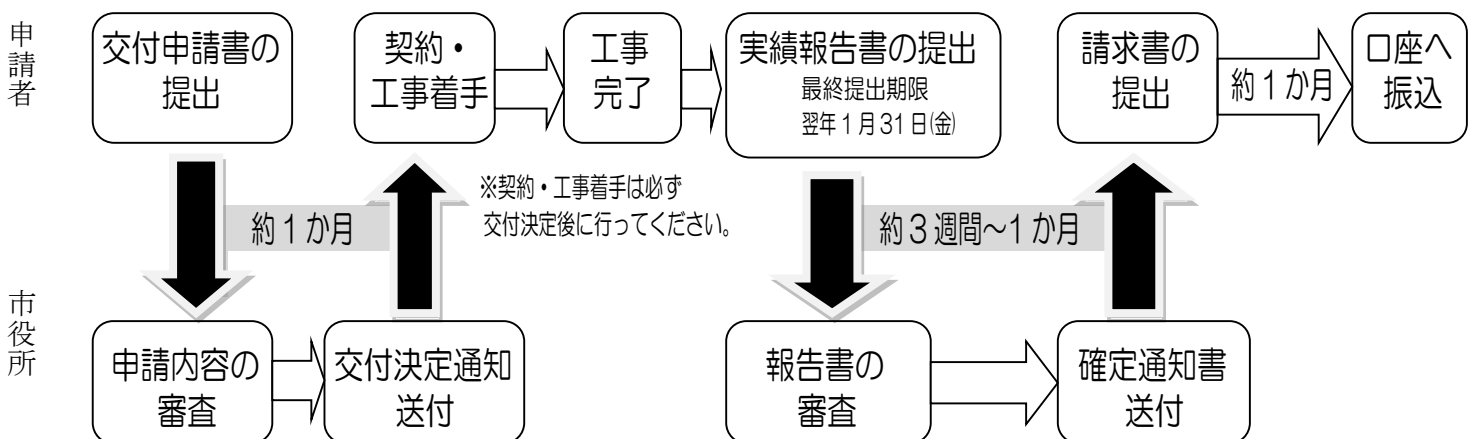 申請者
交付申請書の
提出
契約・
工事着手
工事
完了
実績報告書の提出
最終提出期限
翌年1月31日(金)
請求書の
提出
約1か月
口座へ
振込
約1か月
※契約・工事着手は必ず
交付決定後に行ってください。
約3週間～1か月
市役所
申請内容の
審査
交付決定通知
送付
報告書の
審査
確定通知書
送付